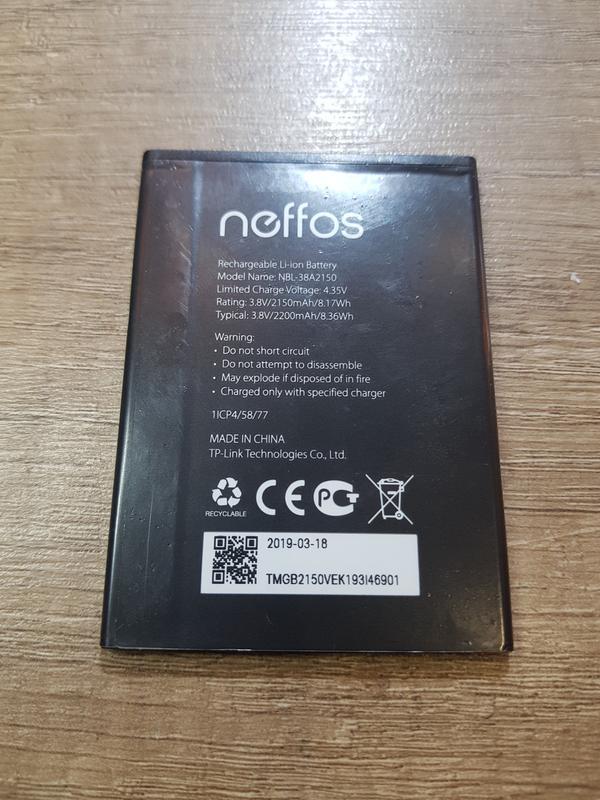 neffos
Rechargeable Li-ion Battery
Model Name: NBL-38A2150
Limited Charge Voltage: 4.35V
Rating: 3.8V/2150mAh/8.17Wh
Typical: 3.8V/2200mAh/8.36Wh
Warning:
• Do not short circuit
• Do not attempt to disassemble
• May explode if disposed of in fire
• Charged only with specified charger
1ICP4/58/77
MADE IN CHINA
TP-Link Technologies Co., Ltd.
CE PCT
RECYCLABLE
2019-03-18
TMGB2150VEK193I46901